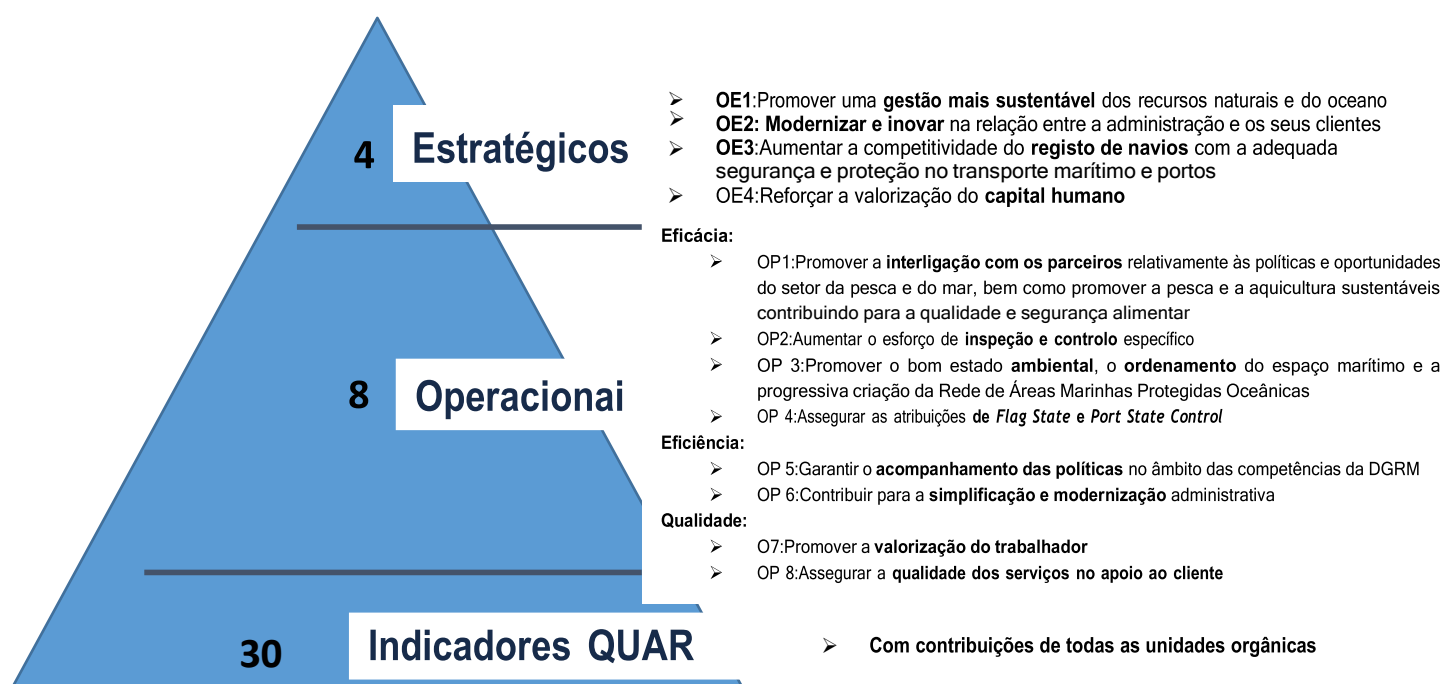 4 Estratégicos
➢ OE1:Promover uma gestão mais sustentável dos recursos naturais e do oceano
➢ OE2: Modernizar e inovar na relação entre a administração e os seus clientes
➢ OE3:Aumentar a competitividade do registo de navios com a adequada
segurança e proteção no transporte marítimo e portos
➢ OE4:Reforçar a valorização do capital humano
8 Operacionai
Eficácia:
➢ OP1:Promover a interligação com os parceiros relativamente às políticas e oportunidades
do setor da pesca e do mar, bem como promover a pesca e a aquicultura sustentáveis
contribuindo para a qualidade e segurança alimentar
➢ OP2:Aumentar o esforço de inspeção e controlo específico
➢ OP 3:Promover o bom estado ambiental, o ordenamento do espaço marítimo e a
progressiva criação da Rede de Áreas Marinhas Protegidas Oceânicas
➢ OP 4:Assegurar as atribuições de Flag State e Port State Control
Eficiência:
➢ OP 5:Garantir o acompanhamento das políticas no âmbito das competências da DGRM
➢ OP 6:Contribuir para a simplificação e modernização administrativa
Qualidade:
➢ O7:Promover a valorização do trabalhador
➢ OP 8:Assegurar a qualidade dos serviços no apoio ao cliente
30 Indicadores QUAR
➢ Com contribuições de todas as unidades orgânicas